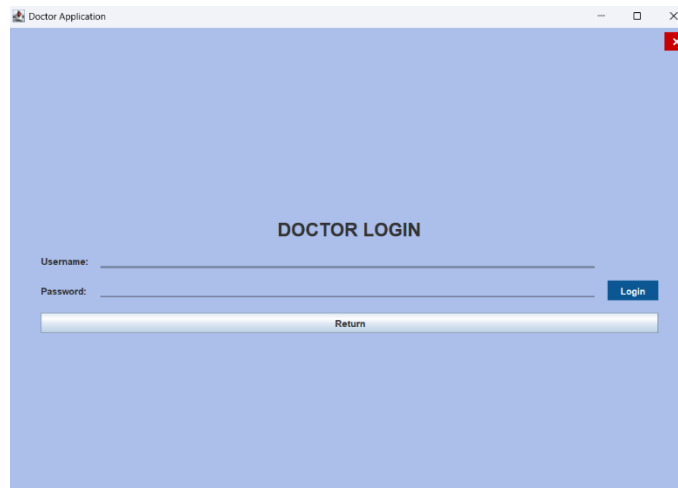 Doctor Application
DOCTOR LOGIN
Username:
Password:
Login
Return